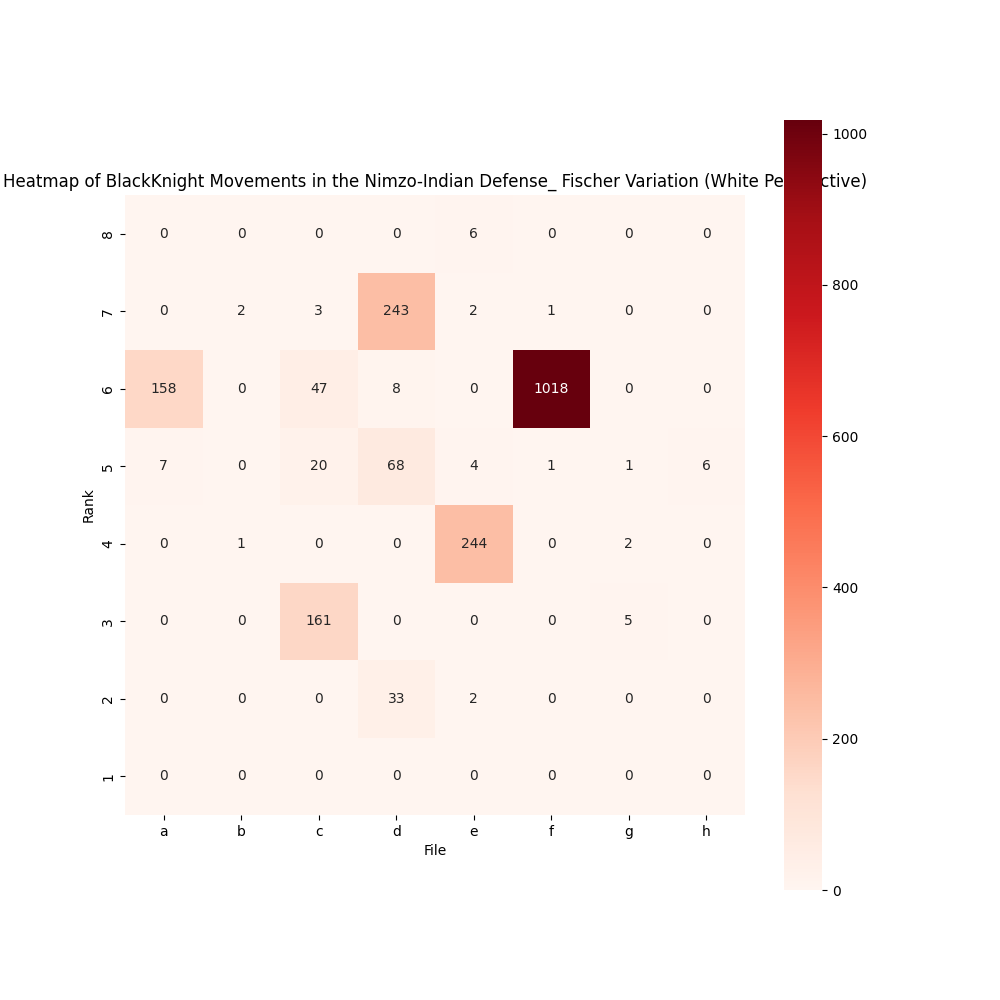 Heatmap of BlackKnight Movements in the Nimzo-Indian Defense_ Fischer Variation (White Pe ctive)
8 0 0 0 0 6 0 0 0
7 0 2 3 243 2 1 0 0
6 158 0 47 8 0 1018 0 0
5 7 0 20 68 4 1 1 6
4 0 1 0 0 244 0 2 0
3 0 0 161 0 0 0 5 0
2 0 0 0 33 2 0 0 0
1 0 0 0 0 0 0 0 0
a b c d e f g h
Rank
File
1000
800
600
400
200
0